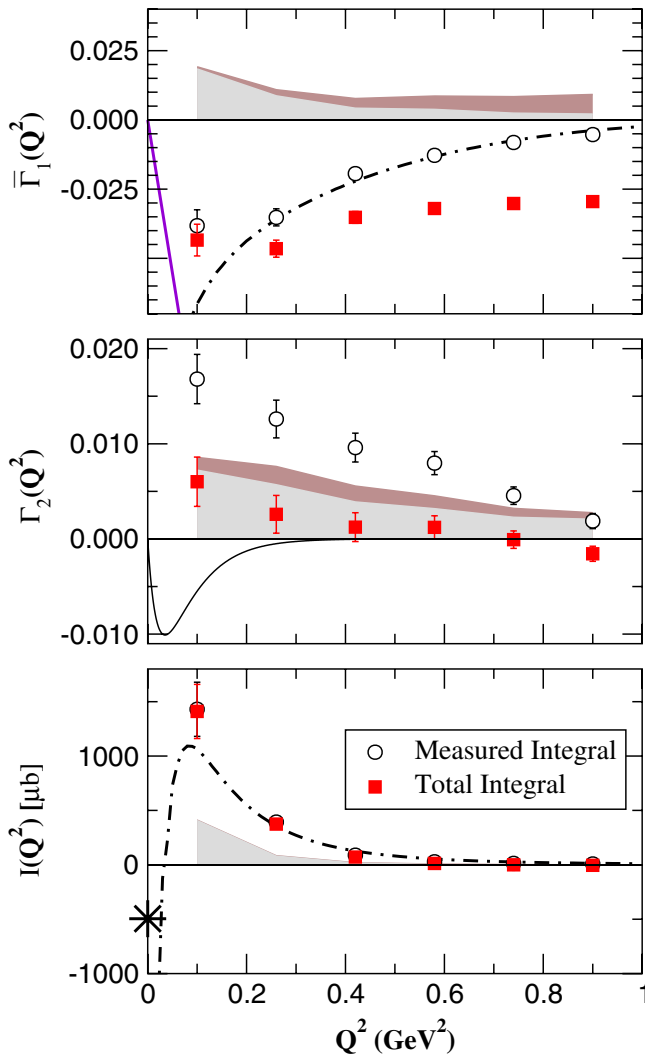 0.025
0.000
-0.025
Γ̅₁(Q²)
0.020
0.010
0.000
-0.010
Γ₂(Q²)
1000
0
-1000
I(Q²) [μb]
Measured Integral
Total Integral
0 0.2 0.4 0.6 0.8 1
Q² (GeV²)